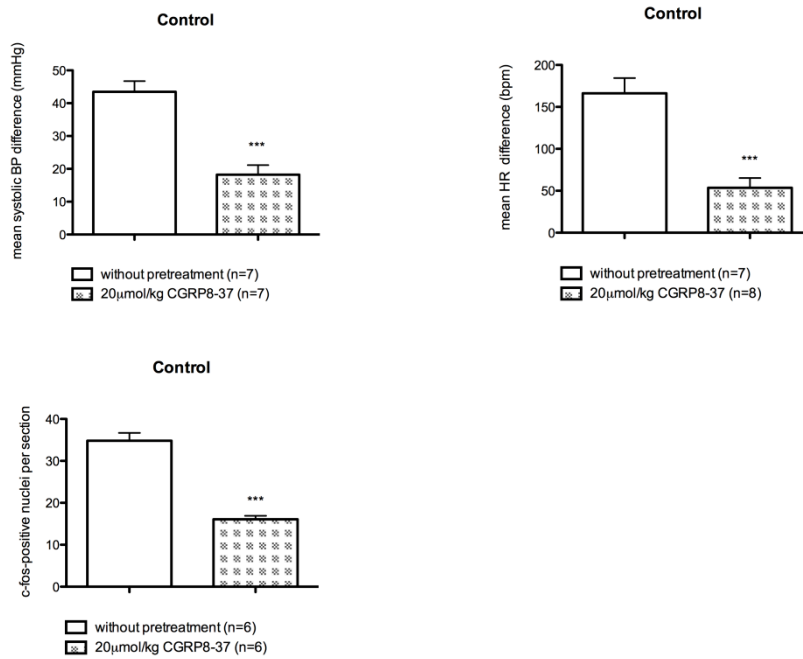 Control
mean systolic BP difference (mmHg)
50
40
30
20
10
0
***
without pretreatment (n=7)
20μmol/kg CGRP8-37 (n=7)
Control
mean HR difference (bpm)
200
150
100
50
0
***
without pretreatment (n=7)
20μmol/kg CGRP8-37 (n=8)
Control
c-fos-positive nuclei per section
40
30
20
10
0
***
without pretreatment (n=6)
20μmol/kg CGRP8-37 (n=6)